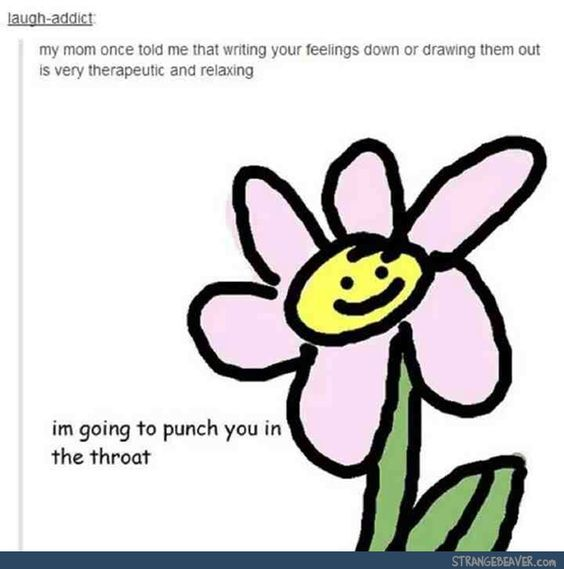 laugh-addict:
my mom once told me that writing your feelings down or drawing them out
is very therapeutic and relaxing
im going to punch you in
the throat
STRANGEBEAVER.com